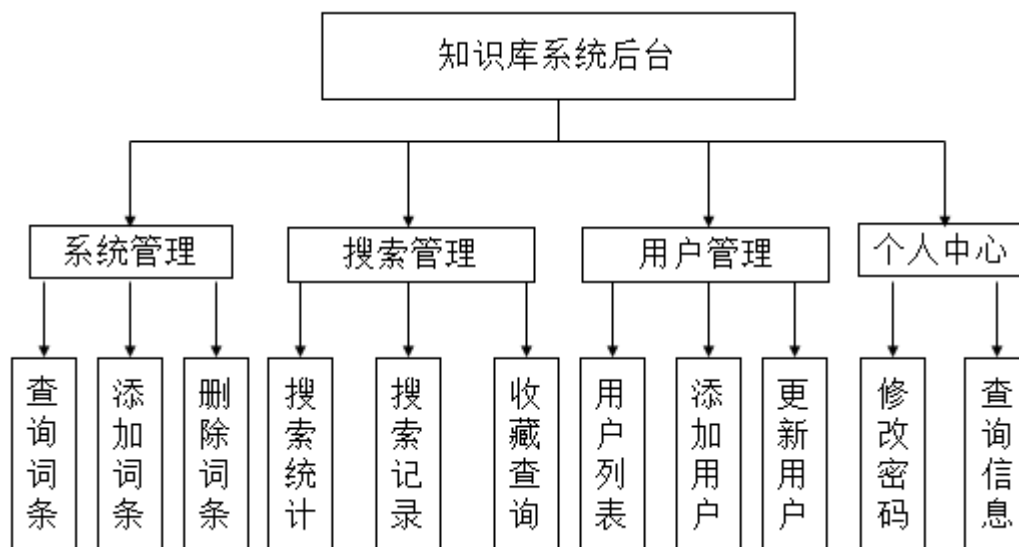 知识库系统后台
系统管理
搜索管理
用户管理
个人中心
查询词条
添加词条
删除词条
搜索统计
搜索记录
收藏查询
用户列表
添加用户
更新用户
修改密码
查询信息